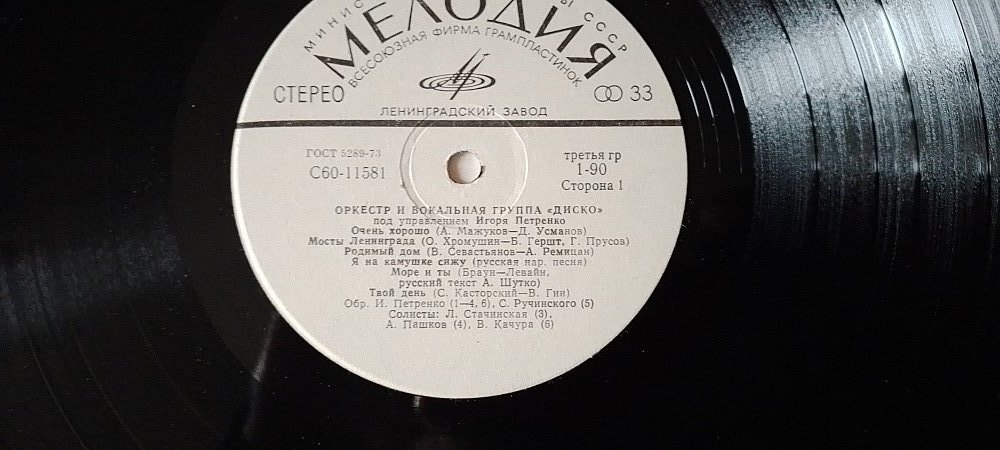 МИНИС Ы СССР
МЕЛОДИЯ
ВСЕСОЮЗНАЯ ФИРМА ГРАМПЛАСТИНОК
СТЕРЕО
33
ЛЕНИНГРАДСКИЙ ЗАВОД
ГОСТ 5289-73
С60-11581
третья гр
1-90
Сторона 1
ОРКЕСТР И ВОКАЛЬНАЯ ГРУППА «ДИСКО»
под управлением Игоря Петренко
Очень хорошо (А. Мажуков—Д. Усманов)
Мосты Ленинграда (О. Хромушин—Б. Гершт, Г. Прусов)
Родимый дом (В. Севастьянов—А. Ремицан)
Я на камушке сижу (русская нар. песня)
Море и ты (Браун—Левайн,
русский текст А. Шутко)
Твой день (С. Касторский—В. Гин)
Обр. И. Петренко (1—4, 6), С. Ручинского (5)
Солисты: Л. Стачинская (3),
А. Пашков (4), В. Качура (6)